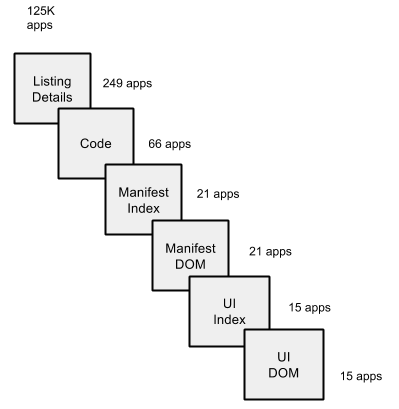 125K
apps
Listing
Details
249 apps
Code
66 apps
Manifest
Index
21 apps
Manifest
DOM
21 apps
UI
Index
15 apps
UI
DOM
15 apps